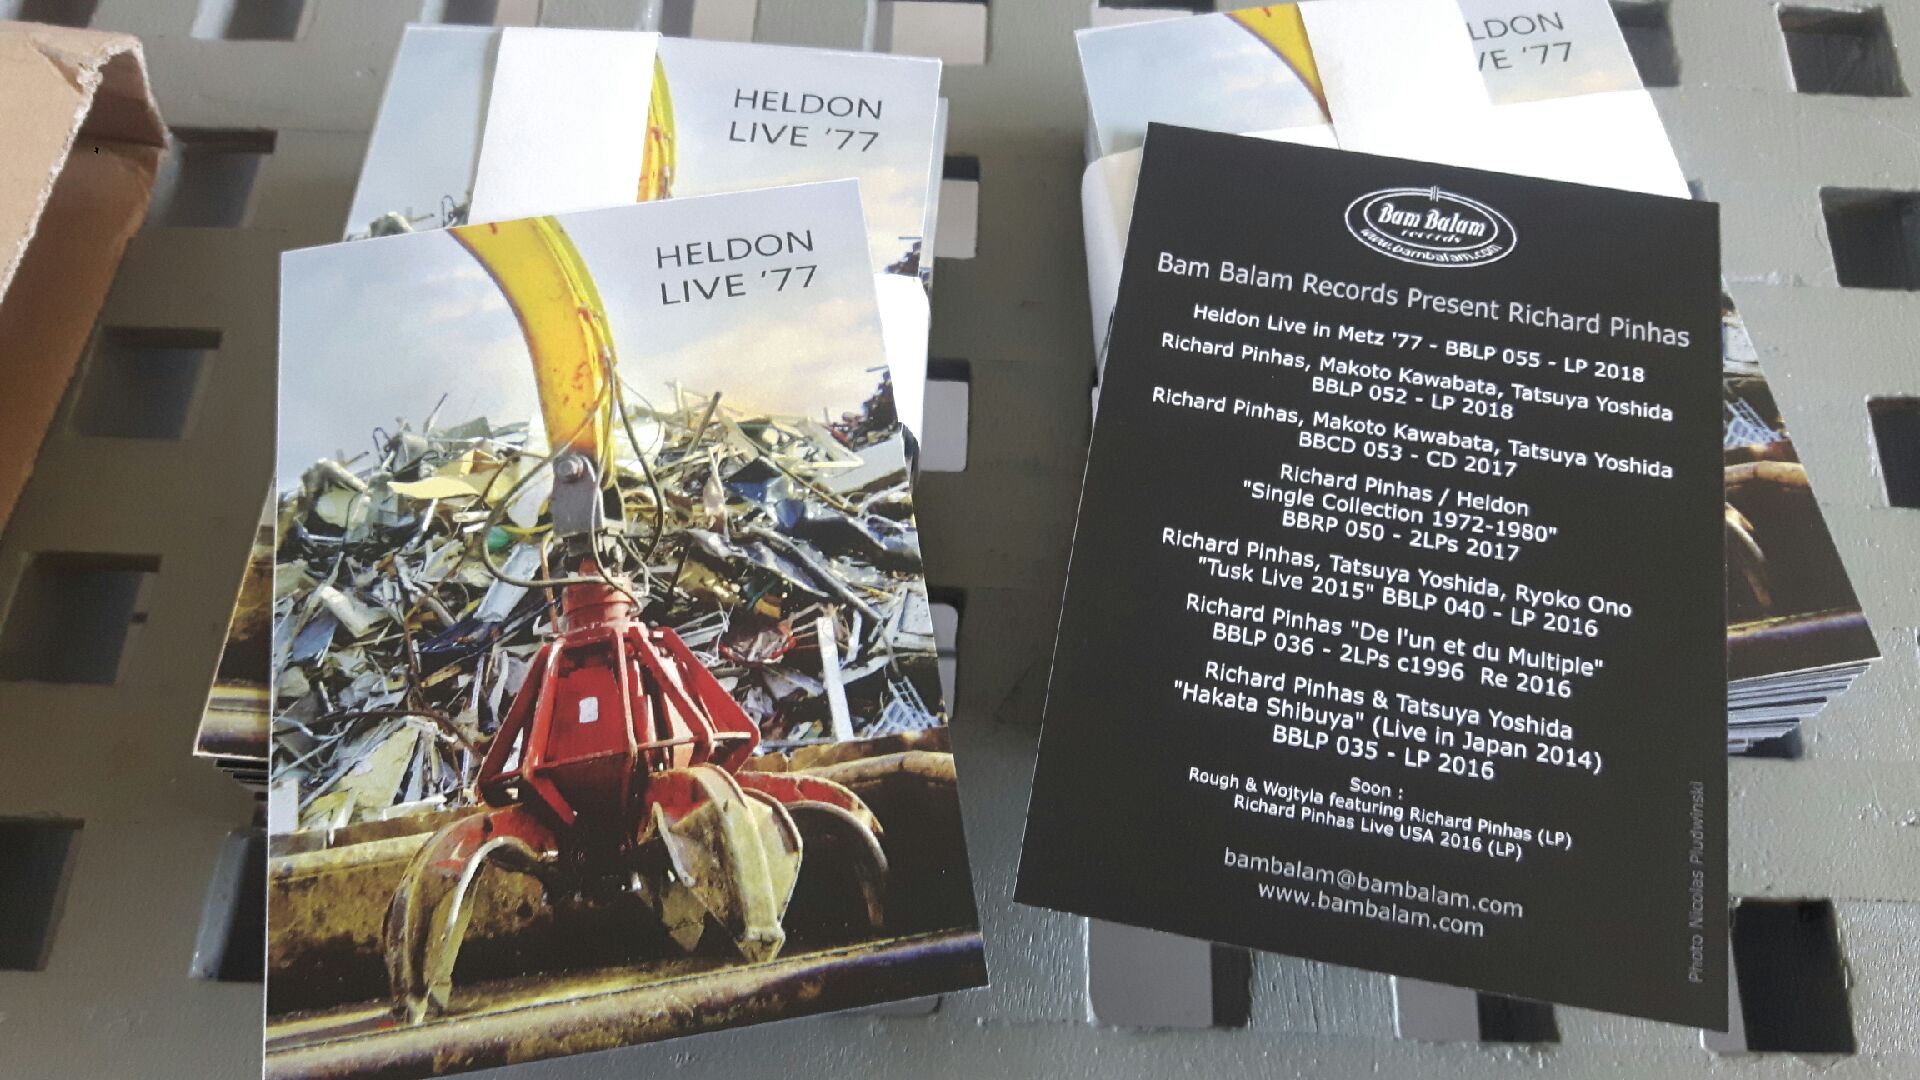 HELDON
LIVE '77
HELDON
LIVE '77
LDON
VE '77
Bam Balam
records
www.bambalam.com
Bam Balam Records Present Richard Pinhas
Heldon Live in Metz '77 - BBLP 055 - LP 2018
Richard Pinhas, Makoto Kawabata, Tatsuya Yoshida
BBLP 052 - LP 2018
Richard Pinhas, Makoto Kawabata, Tatsuya Yoshida
BBCD 053 - CD 2017
Richard Pinhas / Heldon
"Single Collection 1972-1980"
BBRP 050 - 2LPs 2017
Richard Pinhas, Tatsuya Yoshida, Ryoko Ono
"Tusk Live 2015" BBLP 040 - LP 2016
Richard Pinhas "De l'un et du Multiple"
BBLP 036 - 2LPs c1996 Re 2016
Richard Pinhas & Tatsuya Yoshida
"Hakata Shibuya" (Live in Japan 2014)
BBLP 035 - LP 2016
Soon :
Rough & Wojtyla featuring Richard Pinhas (LP)
Richard Pinhas Live USA 2016 (LP)
bambalam@bambalam.com
www.bambalam.com
Photo Nicolas Pludwinski